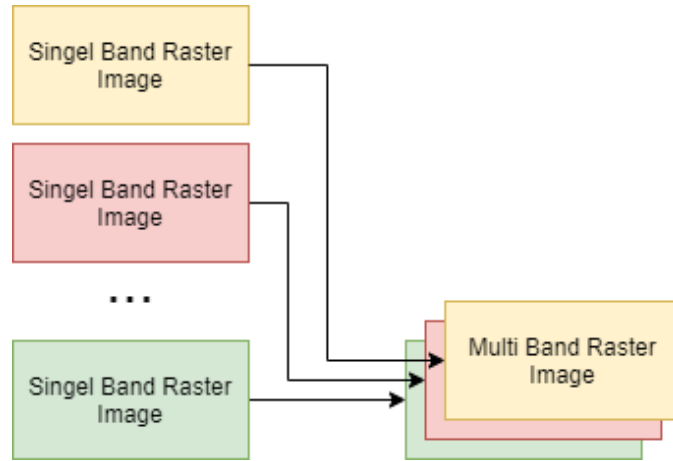 Singel Band Raster
Image
Singel Band Raster
Image
...
Singel Band Raster
Image
Multi Band Raster
Image